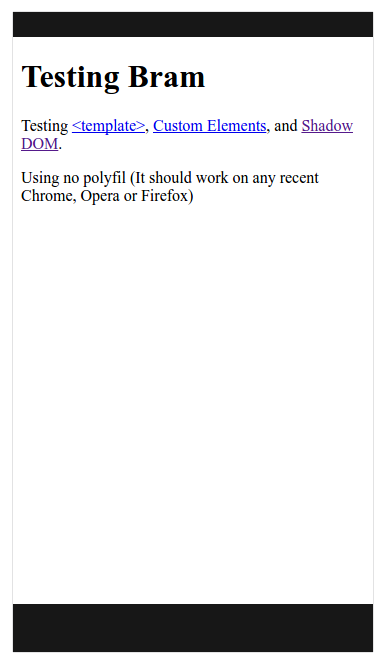 Testing Bram
Testing <template>, Custom Elements, and Shadow
DOM.
Using no polyfil (It should work on any recent
Chrome, Opera or Firefox)